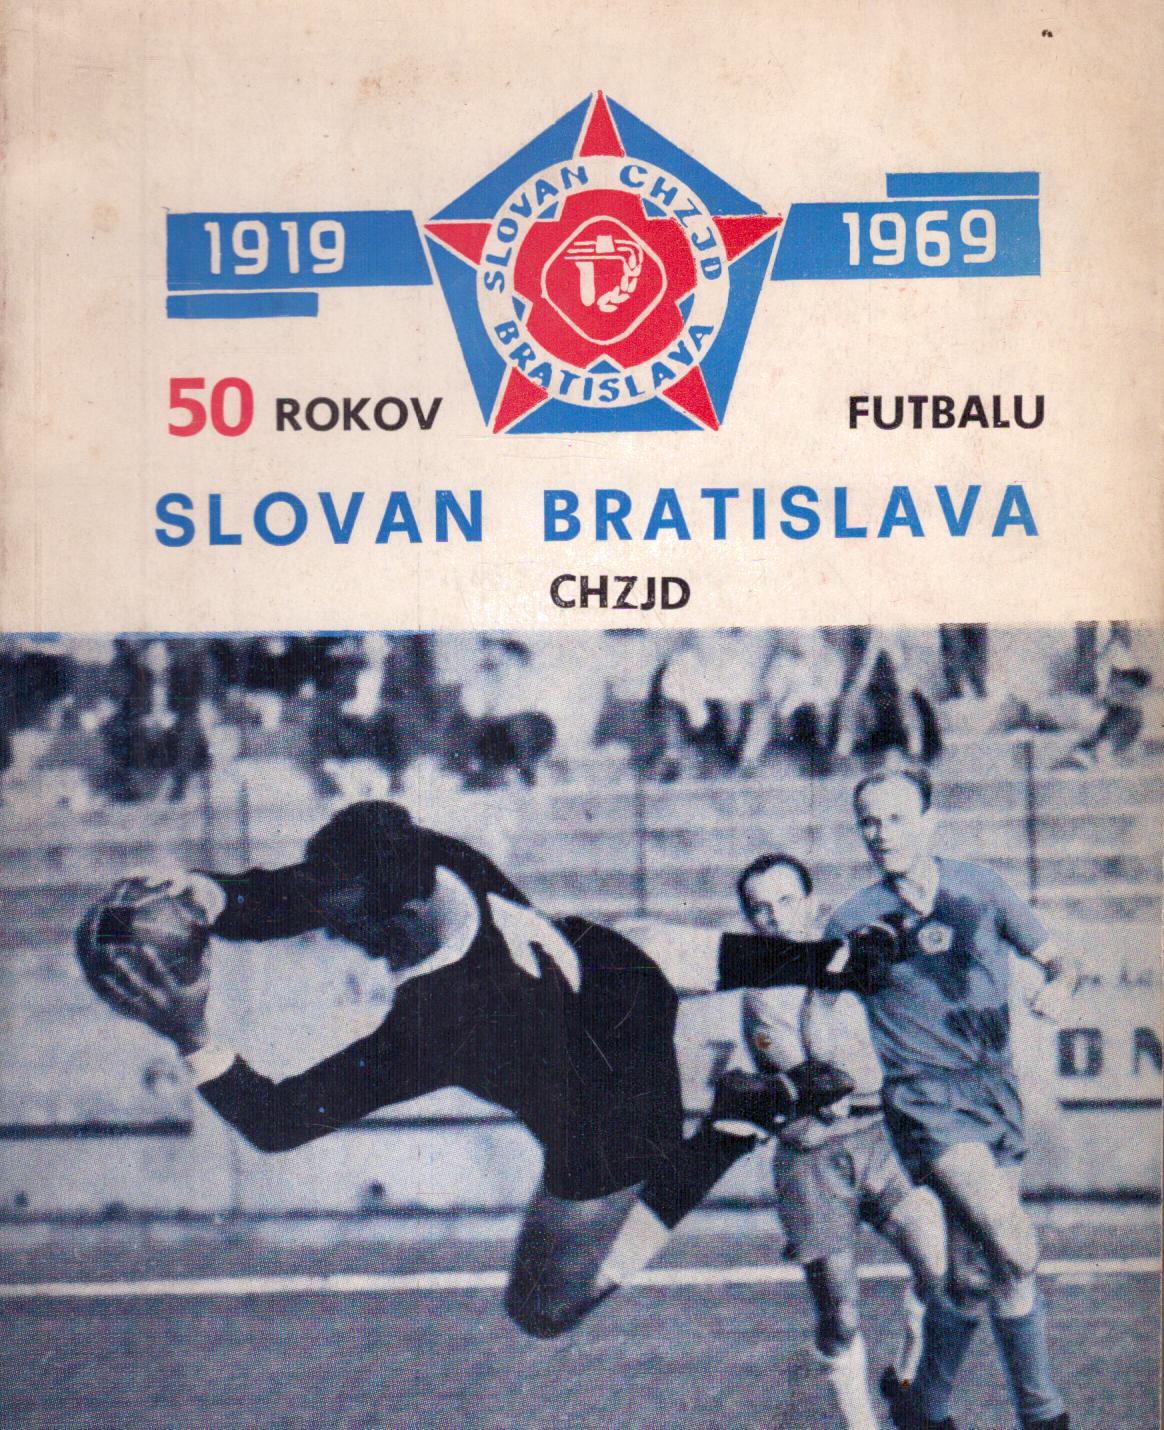 1919
1969
SLOVAN CHZJD
BRATISLAVA
50 ROKOV FUTBALU
SLOVAN BRATISLAVA
CHZJD